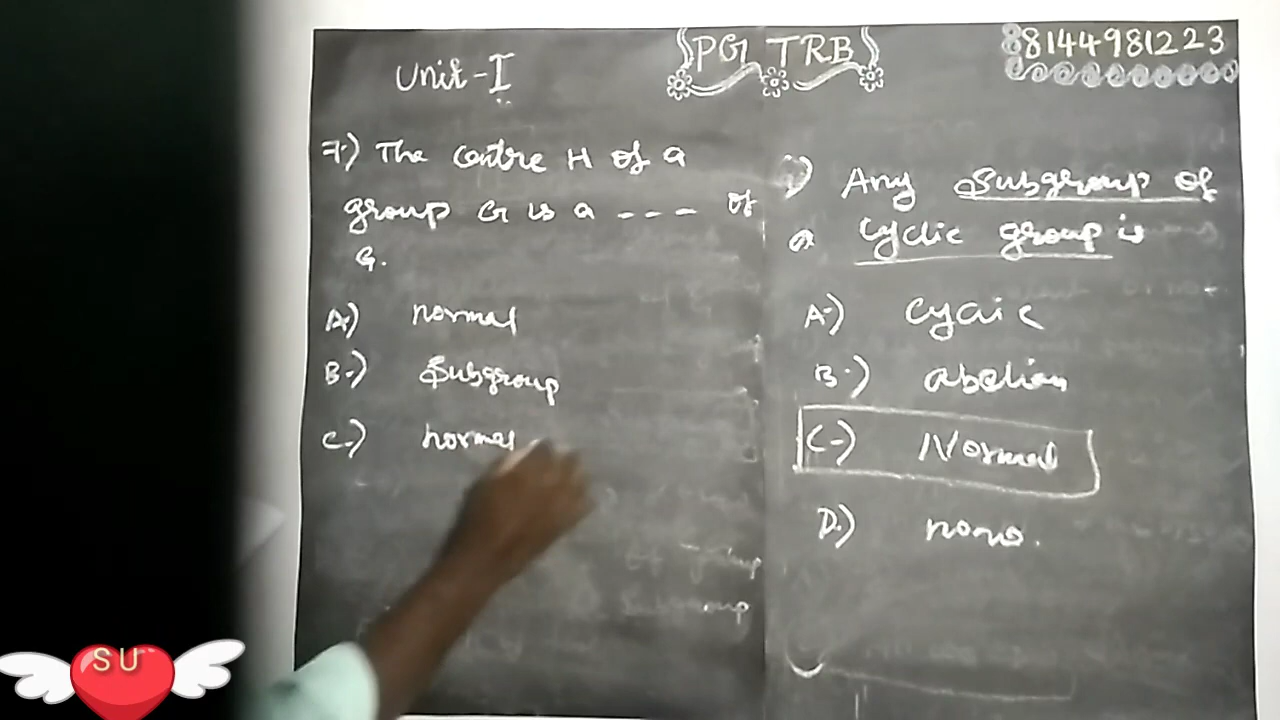 Unit-I
PG TRB
8144981223
7.) The centre H of a
group G is a --- of
G.
A.) normal
B.) Subgroup
C.) normal
Any Subgroup of
a cyclic group is
A.) cyclic
B.) abelian
C.) Normal
D.) none.
SU